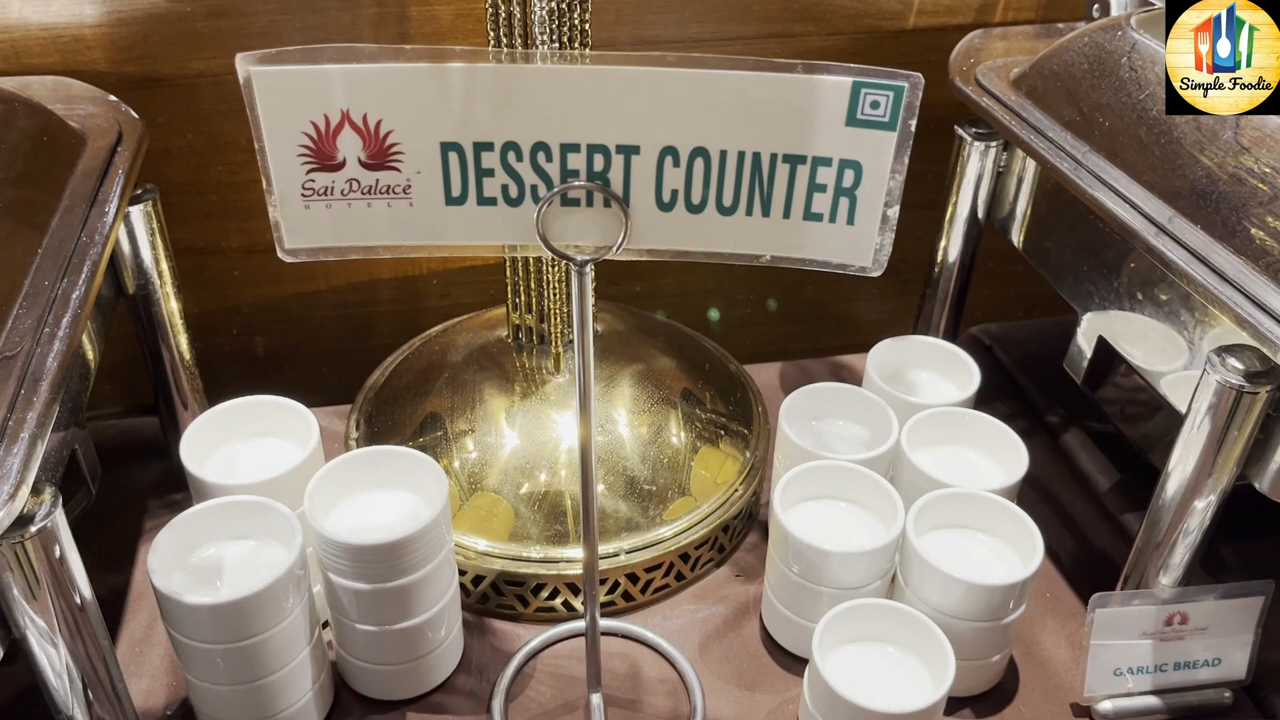 Simple Foodie
Sai Palace
HOTELS
DESSERT COUNTER
GARLIC BREAD